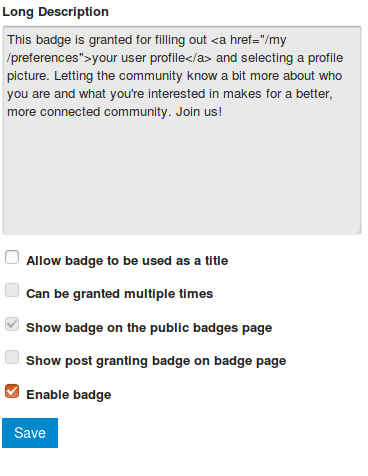 Long Description
This badge is granted for filling out <a href="/my
/preferences">your user profile</a> and selecting a profile
picture. Letting the community know a bit more about who
you are and what you're interested in makes for a better,
more connected community. Join us!
Allow badge to be used as a title
Can be granted multiple times
Show badge on the public badges page
Show post granting badge on badge page
Enable badge
Save